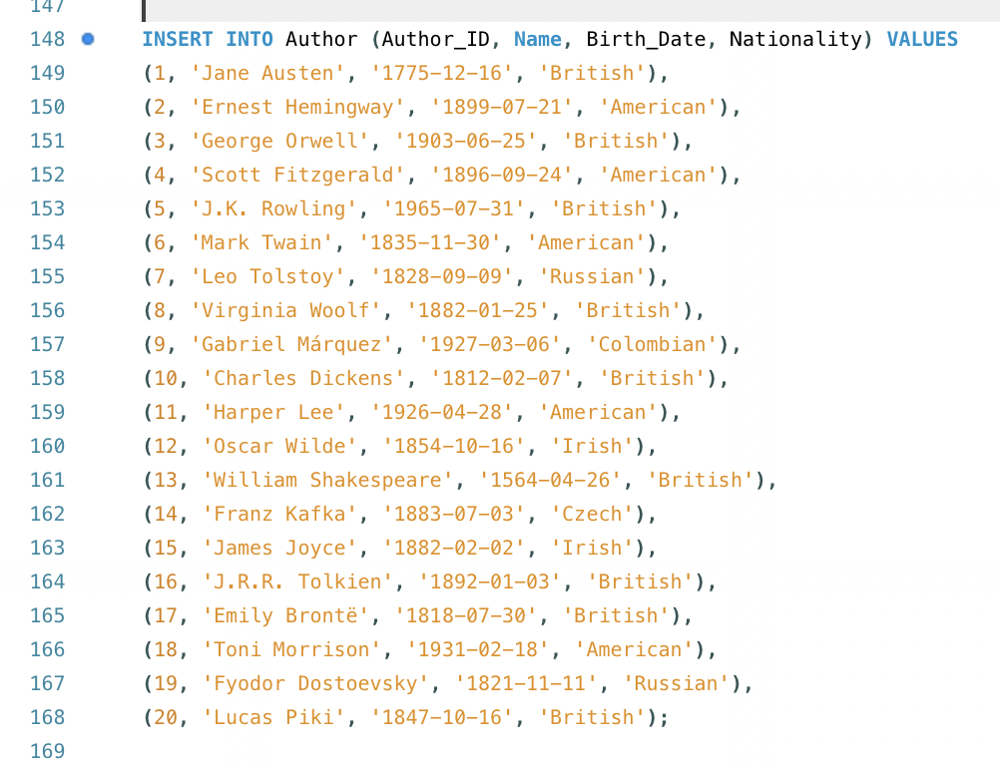 147
148 INSERT INTO Author (Author_ID, Name, Birth_Date, Nationality) VALUES
149 (1, 'Jane Austen', '1775-12-16', 'British'),
150 (2, 'Ernest Hemingway', '1899-07-21', 'American'),
151 (3, 'George Orwell', '1903-06-25', 'British'),
152 (4, 'Scott Fitzgerald', '1896-09-24', 'American'),
153 (5, 'J.K. Rowling', '1965-07-31', 'British'),
154 (6, 'Mark Twain', '1835-11-30', 'American'),
155 (7, 'Leo Tolstoy', '1828-09-09', 'Russian'),
156 (8, 'Virginia Woolf', '1882-01-25', 'British'),
157 (9, 'Gabriel Márquez', '1927-03-06', 'Colombian'),
158 (10, 'Charles Dickens', '1812-02-07', 'British'),
159 (11, 'Harper Lee', '1926-04-28', 'American'),
160 (12, 'Oscar Wilde', '1854-10-16', 'Irish'),
161 (13, 'William Shakespeare', '1564-04-26', 'British'),
162 (14, 'Franz Kafka', '1883-07-03', 'Czech'),
163 (15, 'James Joyce', '1882-02-02', 'Irish'),
164 (16, 'J.R.R. Tolkien', '1892-01-03', 'British'),
165 (17, 'Emily Brontë', '1818-07-30', 'British'),
166 (18, 'Toni Morrison', '1931-02-18', 'American'),
167 (19, 'Fyodor Dostoevsky', '1821-11-11', 'Russian'),
168 (20, 'Lucas Piki', '1847-10-16', 'British');
169